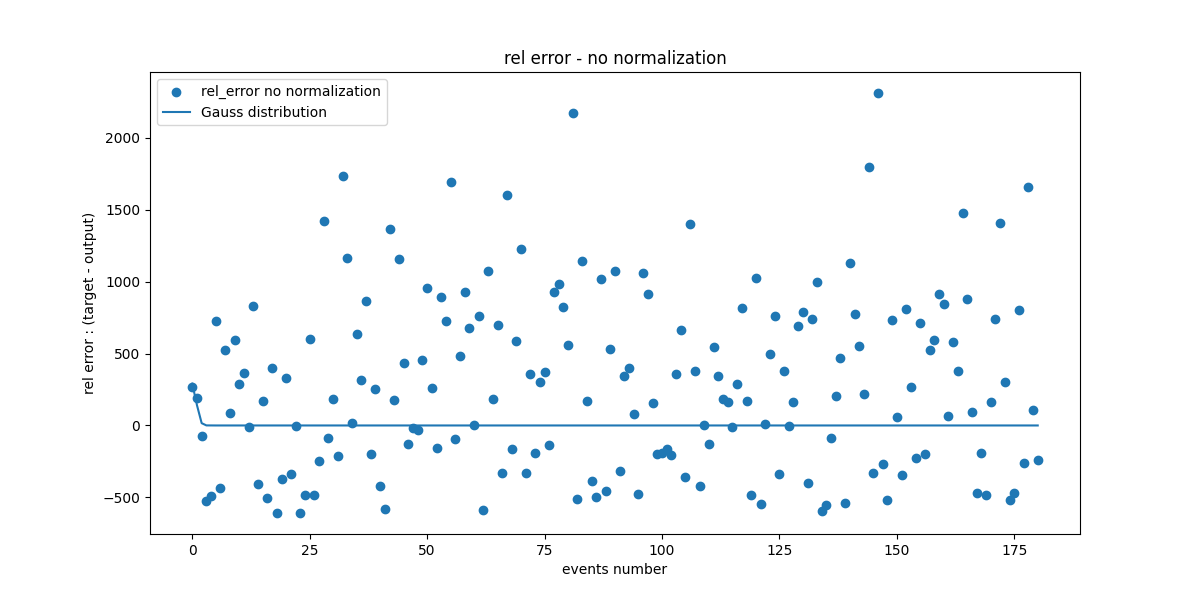 rel error - no normalization
rel_error no normalization
Gauss distribution
rel error : (target - output)
2000
1500
1000
500
0
−500
0 25 50 75 100 125 150 175
events number